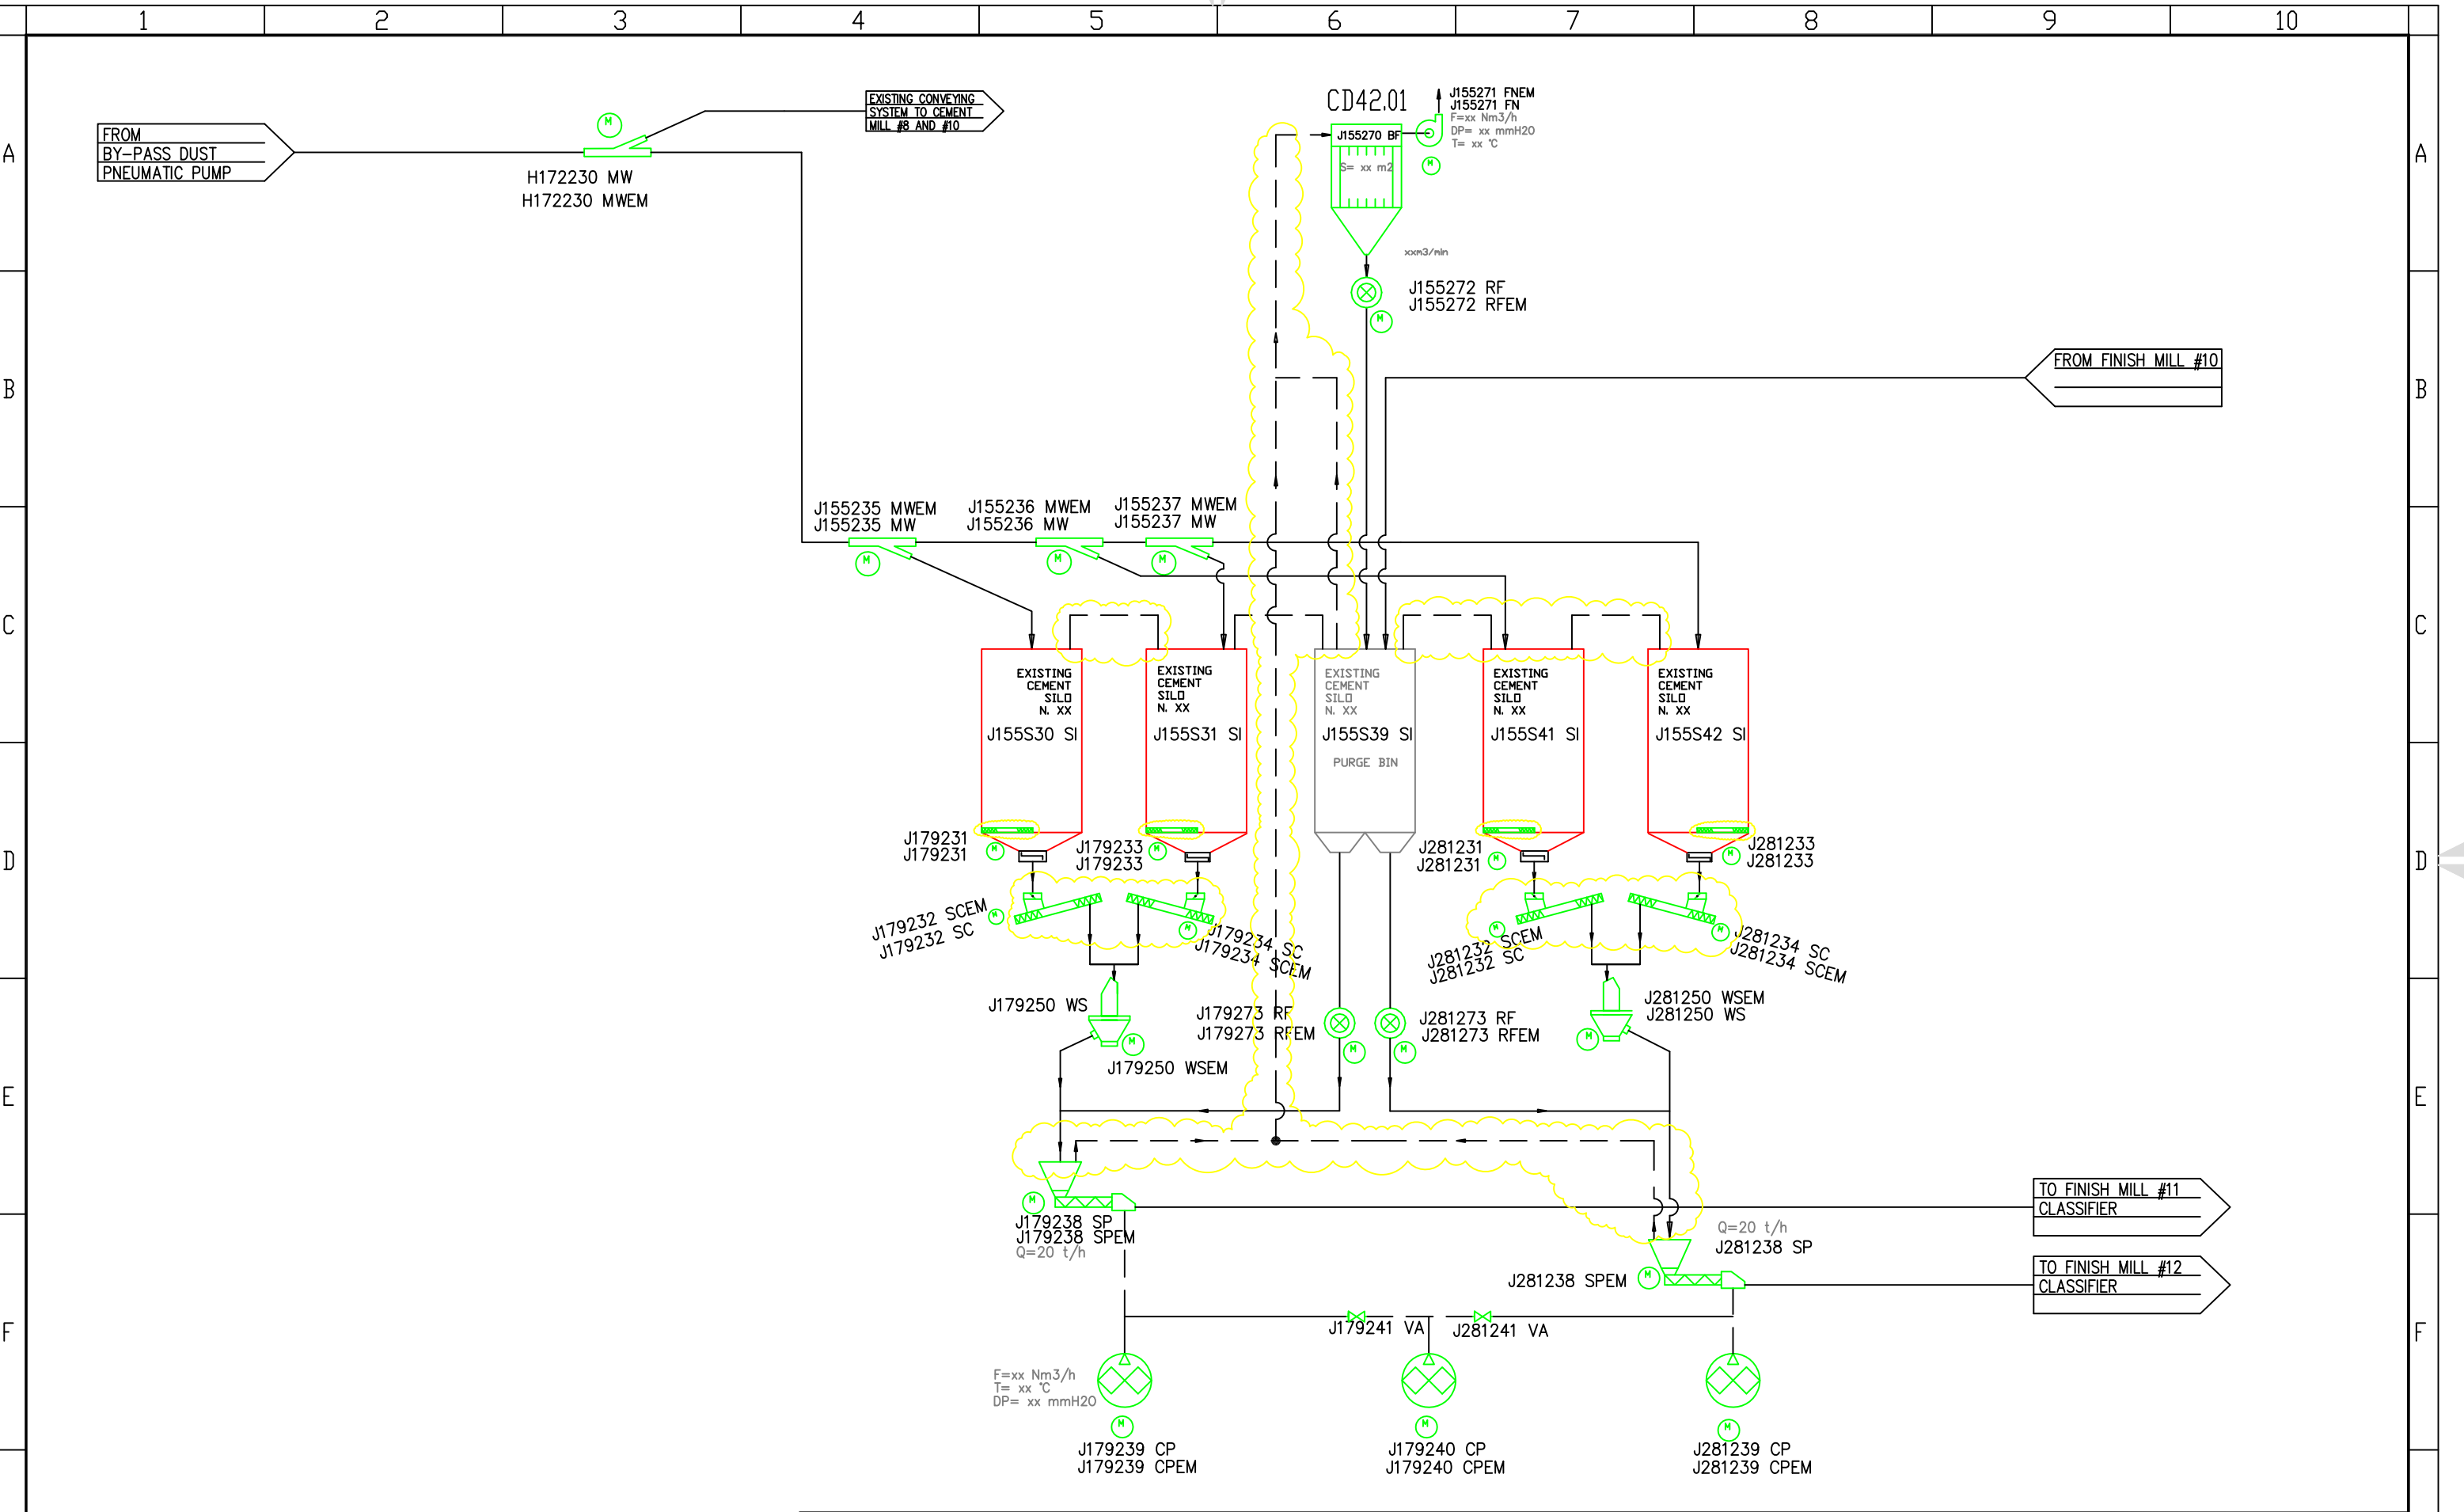 1 2 3 4 5 6 7 8 9 10
A
A
B
B
C
C
D
D
E
E
F
F
FROM
BY-PASS DUST
PNEUMATIC PUMP
M
H172230 MW
H172230 MWEM
EXISTING CONVEYING
SYSTEM TO CEMENT
MILL #8 AND #10
CD42.01
J155270 BF
S= xx m2
J155271 FNEM
J155271 FN
F=xx Nm3/h
DP= xx mmH2O
T= xx °C
M
xxm3/min
J155272 RF
J155272 RFEM
M
FROM FINISH MILL #10
J155235 MWEM
J155235 MW
M
J155236 MWEM
J155236 MW
M
J155237 MWEM
J155237 MW
M
EXISTING
CEMENT
SILO
N. XX
J155S30 SI
EXISTING
CEMENT
SILO
N. XX
J155S31 SI
EXISTING
CEMENT
SILO
N. XX
J155S39 SI
PURGE BIN
EXISTING
CEMENT
SILO
N. XX
J155S41 SI
EXISTING
CEMENT
SILO
N. XX
J155S42 SI
J179231
J179231
M
J179233
J179233
M
J281231
J281231
M
J281233
J281233
M
J179232 SCEM
J179232 SC
M
J179234 SC
J179234 SCEM
M
J281232 SCEM
J281232 SC
M
J281234 SC
J281234 SCEM
M
J179250 WS
M
J179250 WSEM
J179273 RF
J179273 RFEM
M
J281273 RF
J281273 RFEM
M
J281250 WSEM
J281250 WS
M
M
J179238 SP
J179238 SPEM
Q=20 t/h
Q=20 t/h
J281238 SP
J281238 SPEM
M
TO FINISH MILL #11
CLASSIFIER
TO FINISH MILL #12
CLASSIFIER
J179241 VA
J281241 VA
F=xx Nm3/h
T= xx °C
DP= xx mmH2O
M
M
M
J179239 CP
J179239 CPEM
J179240 CP
J179240 CPEM
J281239 CP
J281239 CPEM